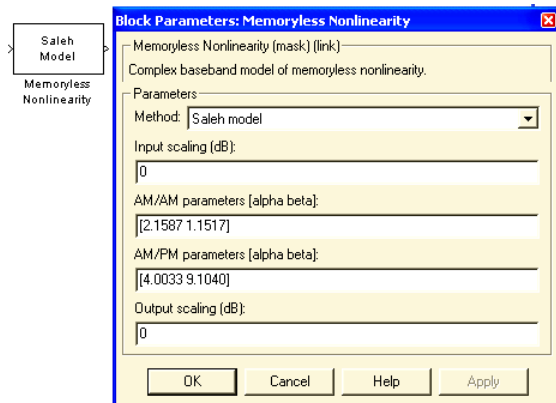 Saleh
Model
Memoryless
Nonlinearity
Block Parameters: Memoryless Nonlinearity
Memoryless Nonlinearity (mask) (link)
Complex baseband model of memoryless nonlinearity.
Parameters
Method: Saleh model
Input scaling (dB):
0
AM/AM parameters [alpha beta]:
[2.1587 1.1517]
AM/PM parameters [alpha beta]:
[4.0033 9.1040]
Output scaling (dB):
0
OK Cancel Help Apply